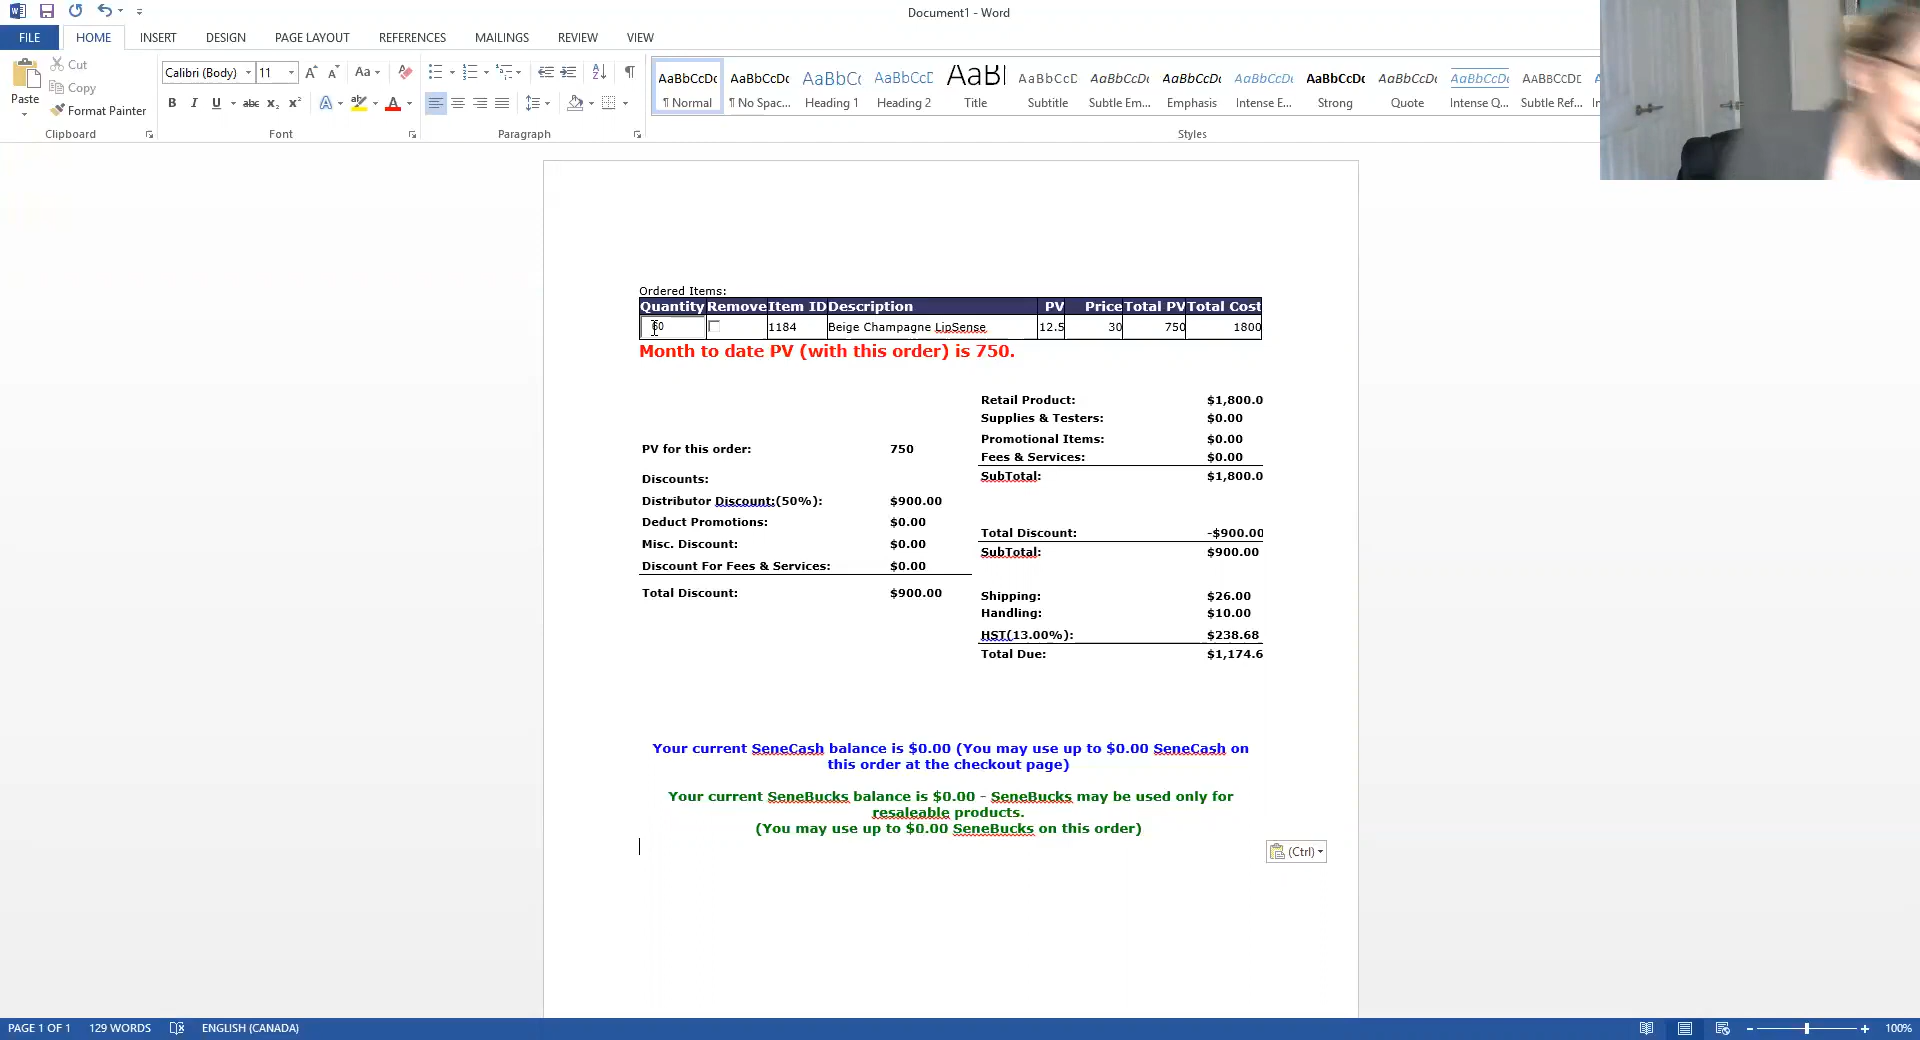 Document1 - Word
FILE HOME INSERT DESIGN PAGE LAYOUT REFERENCES MAILINGS REVIEW VIEW
Cut
Copy
Format Painter
Paste
Clipboard
Calibri (Body) 11
Font
Paragraph
AaBbCcDc AaBbCcDc AaBbCc AaBbCcD AaBl AaBbCcD AaBbCcDc AaBbCcDc AaBbCcDc AaBbCcDc AaBbCcDc AaBbCcDc AaBbCcDc
¶ Normal ¶ No Spac... Heading 1 Heading 2 Title Subtitle Subtle Em... Emphasis Intense E... Strong Quote Intense Q... Subtle Ref...
Styles
Ordered Items:
Quantity Remove Item ID Description PV Price Total PV Total Cost
60 1184 Beige Champagne LipSense 12.5 30 750 1800
Month to date PV (with this order) is 750.
PV for this order: 750
Discounts:
Distributor Discount:(50%): $900.00
Deduct Promotions: $0.00
Misc. Discount: $0.00
Discount For Fees & Services: $0.00
Total Discount: $900.00
Retail Product: $1,800.0
Supplies & Testers: $0.00
Promotional Items: $0.00
Fees & Services: $0.00
SubTotal: $1,800.0
Total Discount: -$900.00
SubTotal: $900.00
Shipping: $26.00
Handling: $10.00
HST(13.00%): $238.68
Total Due: $1,174.6
Your current SeneCash balance is $0.00 (You may use up to $0.00 SeneCash on
this order at the checkout page)
Your current SeneBucks balance is $0.00 - SeneBucks may be used only for
resaleable products.
(You may use up to $0.00 SeneBucks on this order)
(Ctrl)
PAGE 1 OF 1 129 WORDS ENGLISH (CANADA) 100%